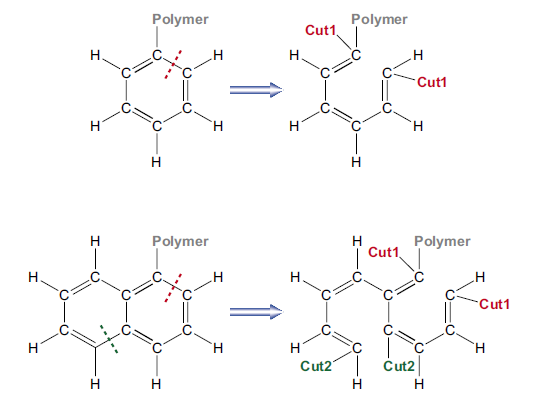 Polymer Polymer
Cut1
H C H H C H
C C C C Cut1
C C C C
H C H H C H
H H
H Polymer H Polymer
Cut1
H C C H H C C H
C C C C C C Cut1
C C C C C C
H C C H H C C H
Cut2 Cut2
H H H H